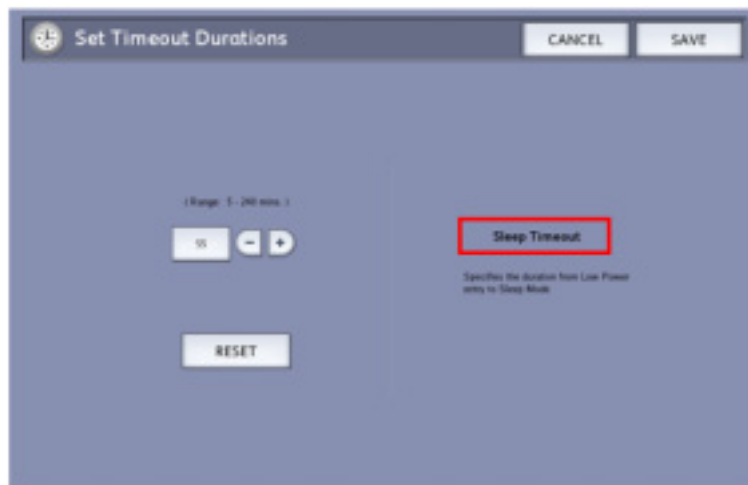 Set Timeout Durations
CANCEL
SAVE
( Range: 5 - 240 mins. )
55
RESET
Sleep Timeout
Specifies the duration from Low Power
entry to Sleep Mode